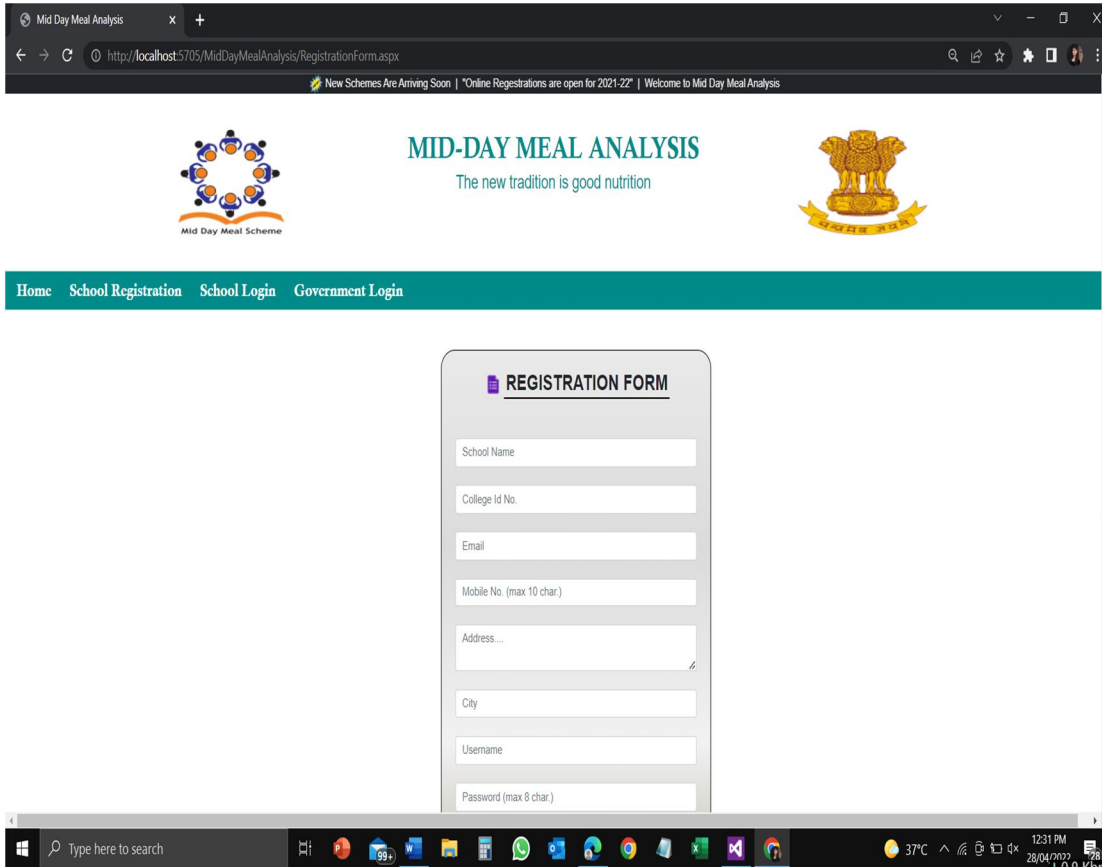 Mid Day Meal Analysis
http://localhost:5705/MidDayMealAnalysis/RegistrationForm.aspx
New Schemes Are Arriving Soon | "Online Regestrations are open for 2021-22" | Welcome to Mid Day Meal Analysis
MID-DAY MEAL ANALYSIS
The new tradition is good nutrition
Mid Day Meal Scheme
सत्यमेव जयते
Home School Registration School Login Government Login
REGISTRATION FORM
School Name
College Id No.
Email
Mobile No. (max 10 char.)
Address....
City
Username
Password (max 8 char.)
Type here to search
99+
37°C
12:31 PM
28/04/2022